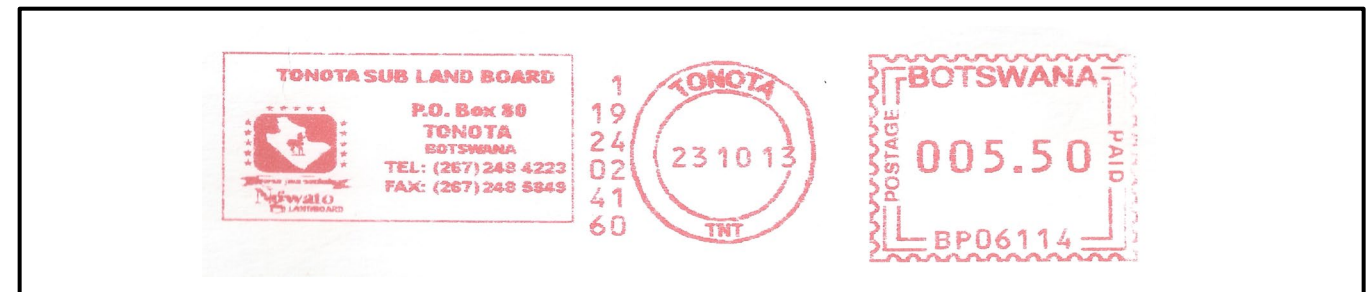 TONOTA SUB LAND BOARD
P.O. Box 80
TONOTA
BOTSWANA
TEL: (267) 248 4223
FAX: (267) 248 5849
Ngwato
LANDBOARD
1
19
24
02
41
60
TONOTA
23 10 13
TNT
BOTSWANA
POSTAGE
005.50
PAID
BP06114